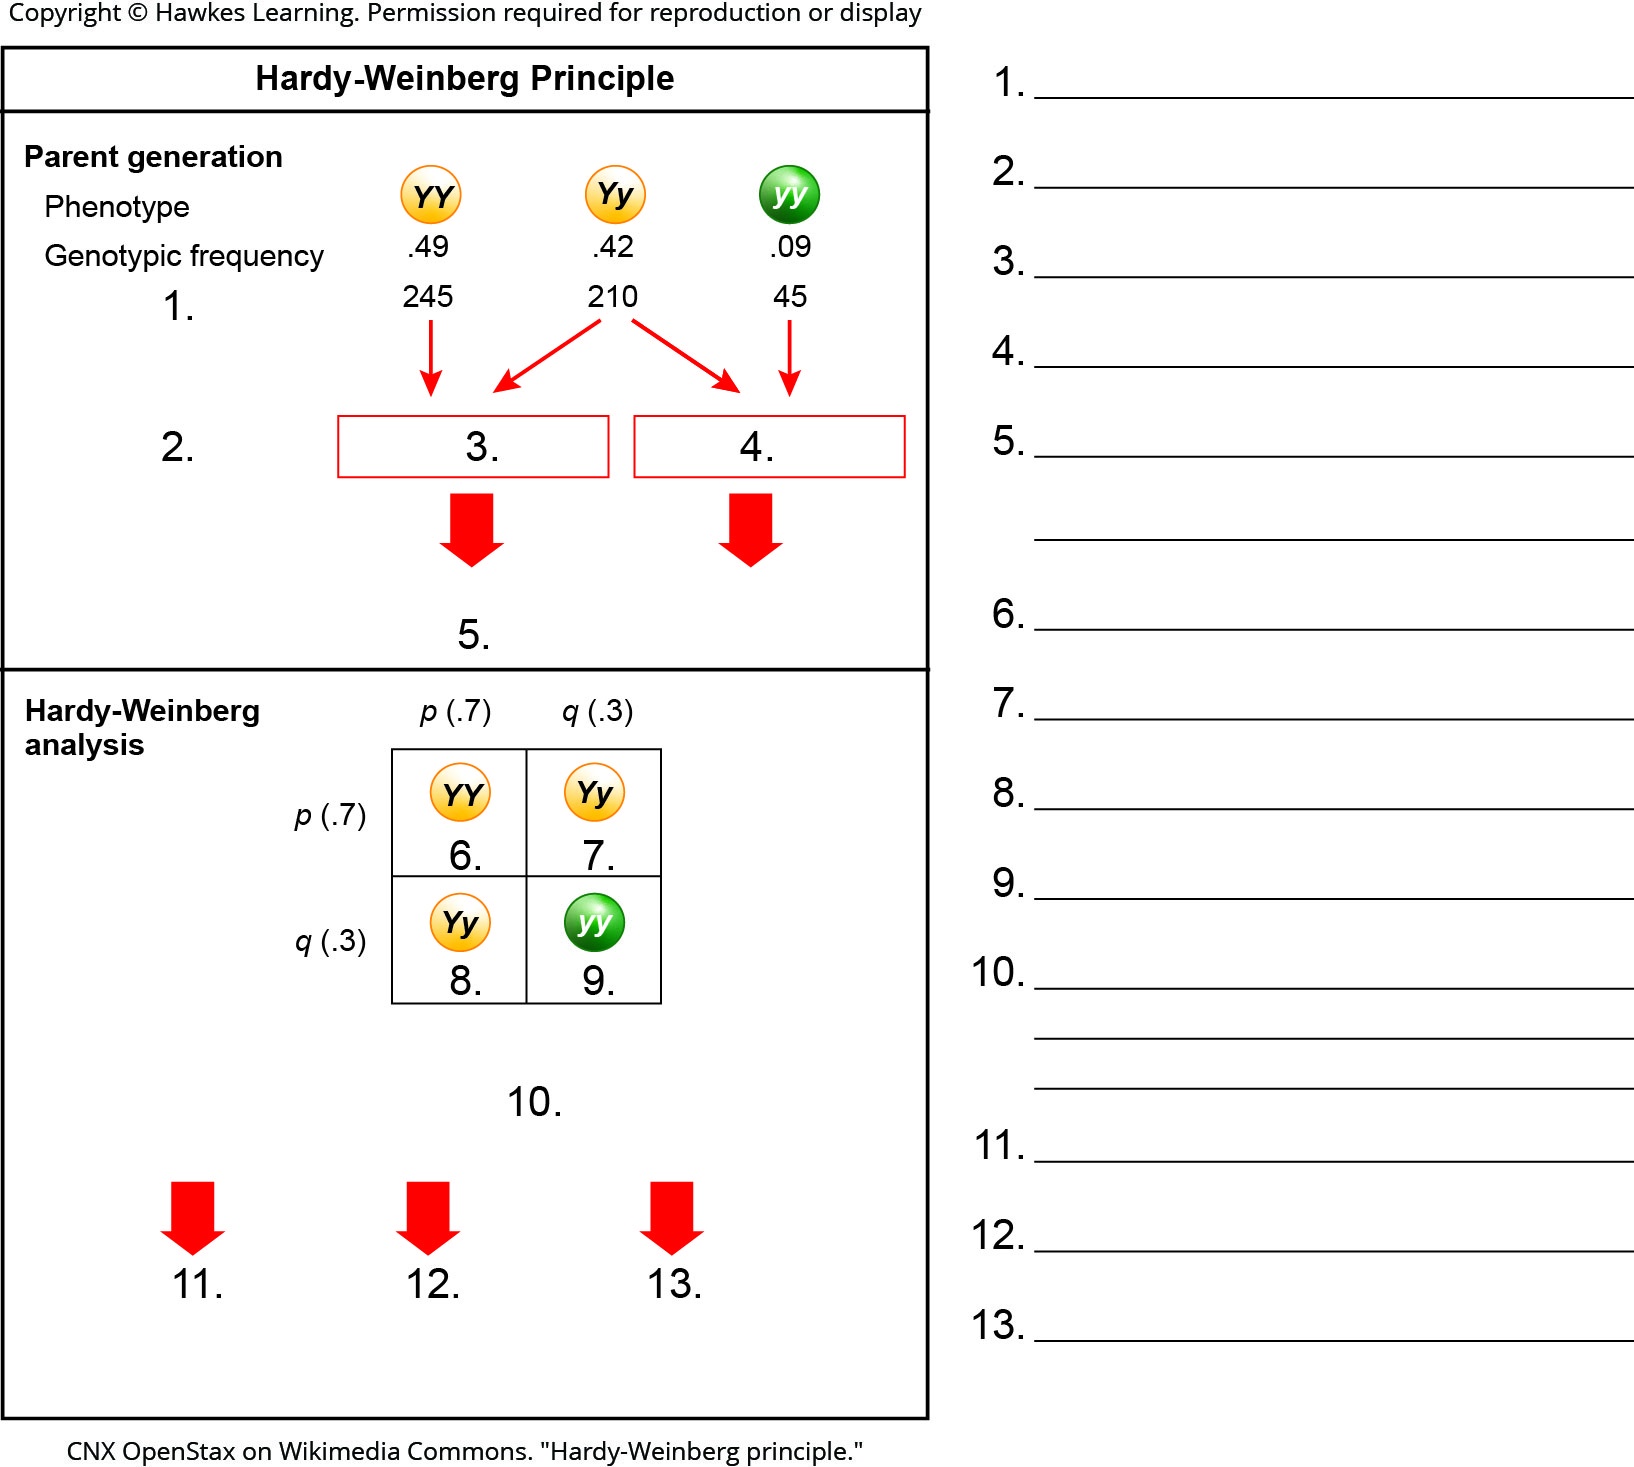 Copyright © Hawkes Learning. Permission required for reproduction or display
Hardy-Weinberg Principle
Parent generation
Phenotype
YY Yy yy
Genotypic frequency
.49 .42 .09
1.
245 210 45
2.
3. 4.
5.
Hardy-Weinberg
analysis
p (.7) q (.3)
p (.7)
YY Yy
6. 7.
q (.3)
Yy yy
8. 9.
10.
11. 12. 13.
1.
2.
3.
4.
5.
6.
7.
8.
9.
10.
11.
12.
13.
CNX OpenStax on Wikimedia Commons. "Hardy-Weinberg principle."